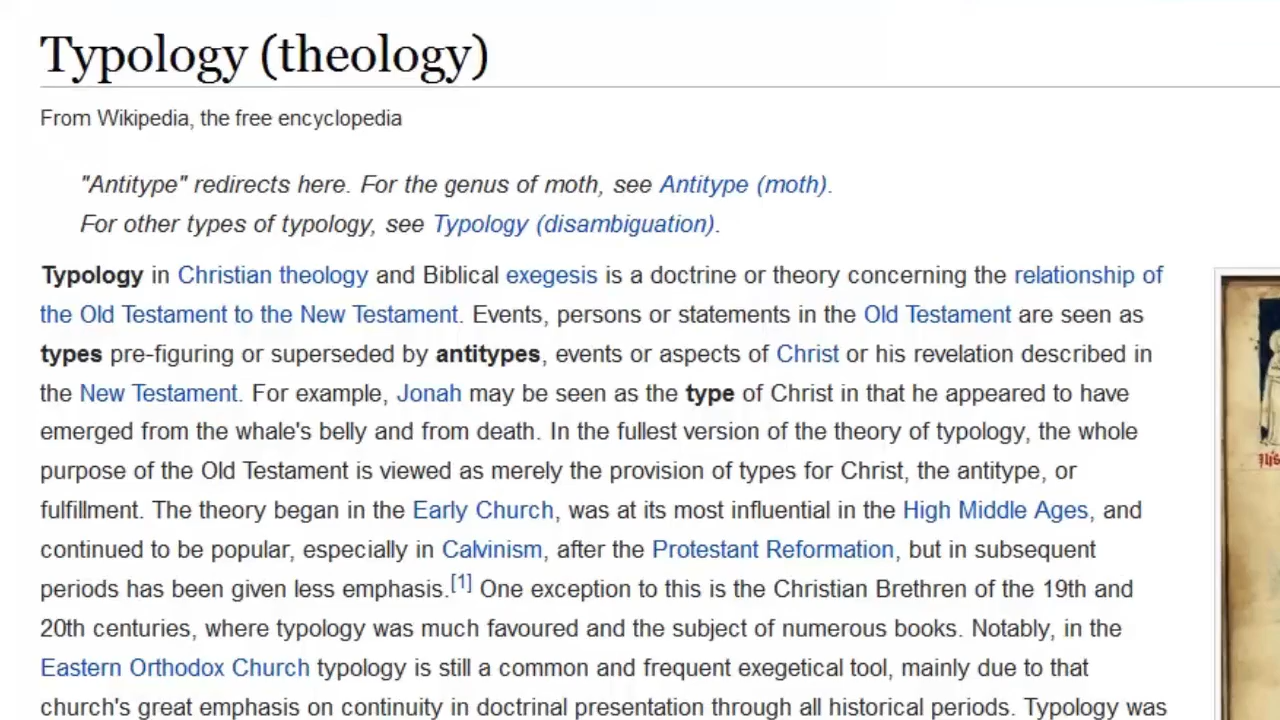 Typology (theology)
From Wikipedia, the free encyclopedia
"Antitype" redirects here. For the genus of moth, see Antitype (moth).
For other types of typology, see Typology (disambiguation).
Typology in Christian theology and Biblical exegesis is a doctrine or theory concerning the relationship of
the Old Testament to the New Testament. Events, persons or statements in the Old Testament are seen as
types pre-figuring or superseded by antitypes, events or aspects of Christ or his revelation described in
the New Testament. For example, Jonah may be seen as the type of Christ in that he appeared to have
emerged from the whale's belly and from death. In the fullest version of the theory of typology, the whole
purpose of the Old Testament is viewed as merely the provision of types for Christ, the antitype, or
fulfillment. The theory began in the Early Church, was at its most influential in the High Middle Ages, and
continued to be popular, especially in Calvinism, after the Protestant Reformation, but in subsequent
periods has been given less emphasis.[1] One exception to this is the Christian Brethren of the 19th and
20th centuries, where typology was much favoured and the subject of numerous books. Notably, in the
Eastern Orthodox Church typology is still a common and frequent exegetical tool, mainly due to that
church's great emphasis on continuity in doctrinal presentation through all historical periods. Typology was